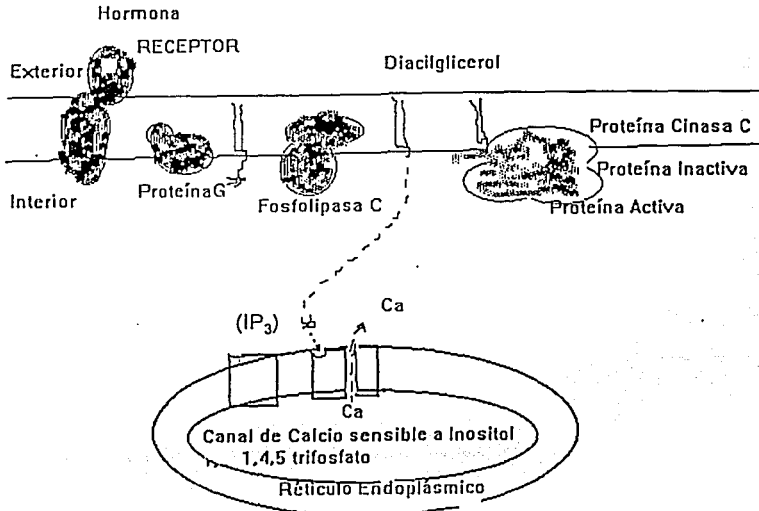 Hormona
RECEPTOR
Exterior
Diacilglicerol
Proteína Cinasa C
Proteína Inactiva
Interior
Proteína G
Fosfolipasa C
Proteína Activa
(IP₃)
Ca
Ca
Canal de Calcio sensible a Inositol
1,4,5 trifosfato
Retículo Endoplásmico